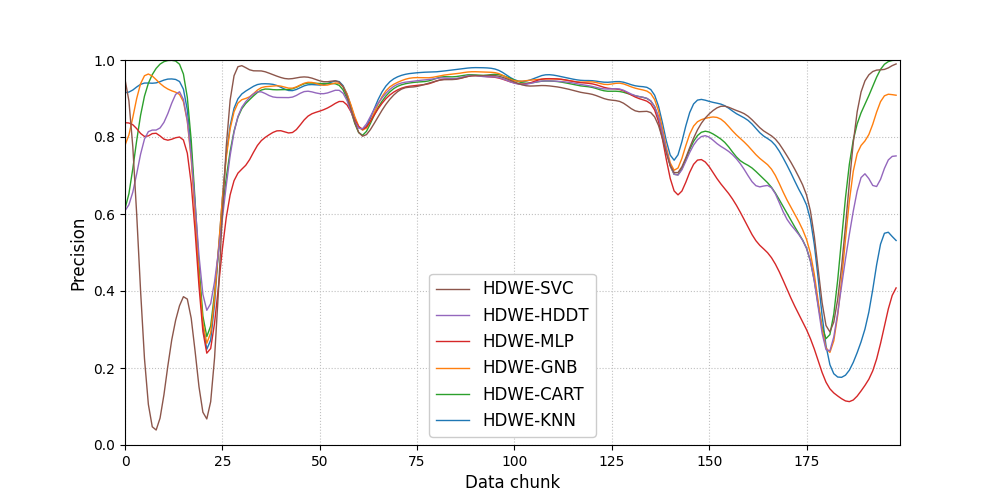 1.0
0.8
0.6
0.4
0.2
0.0
Precision
HDWE-SVC
HDWE-HDDT
HDWE-MLP
HDWE-GNB
HDWE-CART
HDWE-KNN
0 25 50 75 100 125 150 175
Data chunk